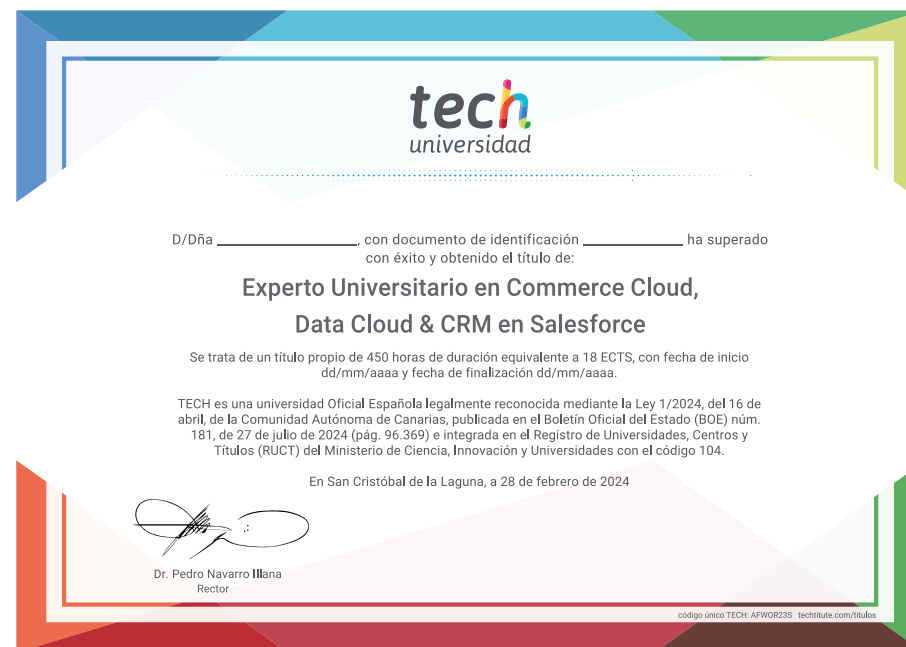 tech
universidad
D/Dña ____________________, con documento de identificación ______________ ha superado
con éxito y obtenido el título de:
Experto Universitario en Commerce Cloud,
Data Cloud & CRM en Salesforce
Se trata de un título propio de 450 horas de duración equivalente a 18 ECTS, con fecha de inicio
dd/mm/aaaa y fecha de finalización dd/mm/aaaa.
TECH es una universidad Oficial Española legalmente reconocida mediante la Ley 1/2024, del 16 de
abril, de la Comunidad Autónoma de Canarias, publicada en el Boletín Oficial del Estado (BOE) núm.
181, de 27 de julio de 2024 (pág. 96.369) e integrada en el Registro de Universidades, Centros y
Títulos (RUCT) del Ministerio de Ciencia, Innovación y Universidades con el código 104.
En San Cristóbal de la Laguna, a 28 de febrero de 2024
Dr. Pedro Navarro Illana
Rector
código único TECH: AFWOR23S techtitute.com/titulos